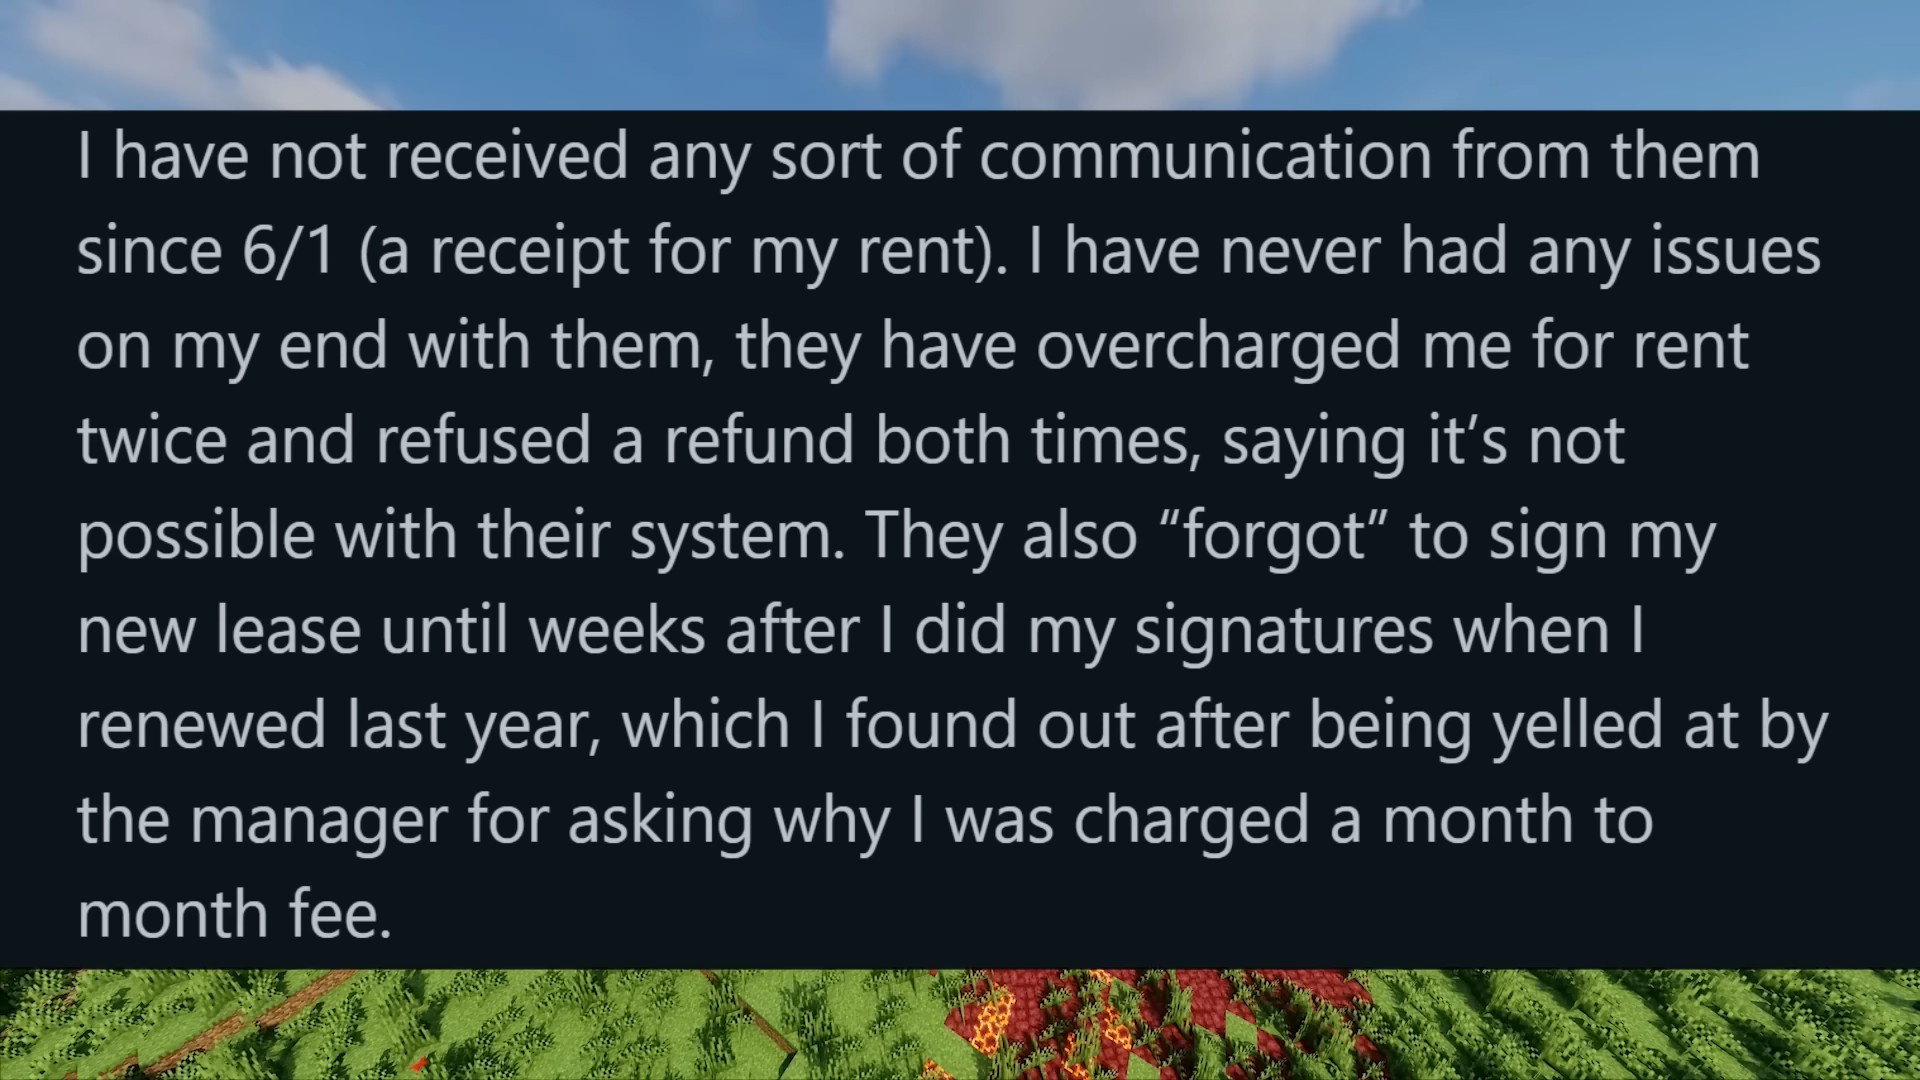 I have not received any sort of communication from them
since 6/1 (a receipt for my rent). I have never had any issues
on my end with them, they have overcharged me for rent
twice and refused a refund both times, saying it’s not
possible with their system. They also “forgot” to sign my
new lease until weeks after I did my signatures when I
renewed last year, which I found out after being yelled at by
the manager for asking why I was charged a month to
month fee.